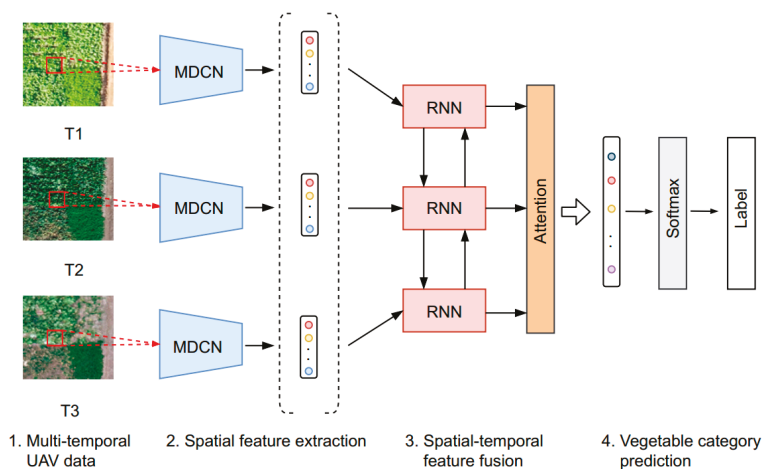 T1
MDCN
RNN
T2
MDCN
RNN
Attention
Softmax
Label
T3
MDCN
RNN
1. Multi-temporal
UAV data
2. Spatial feature extraction
3. Spatial-temporal
feature fusion
4. Vegetable category
prediction